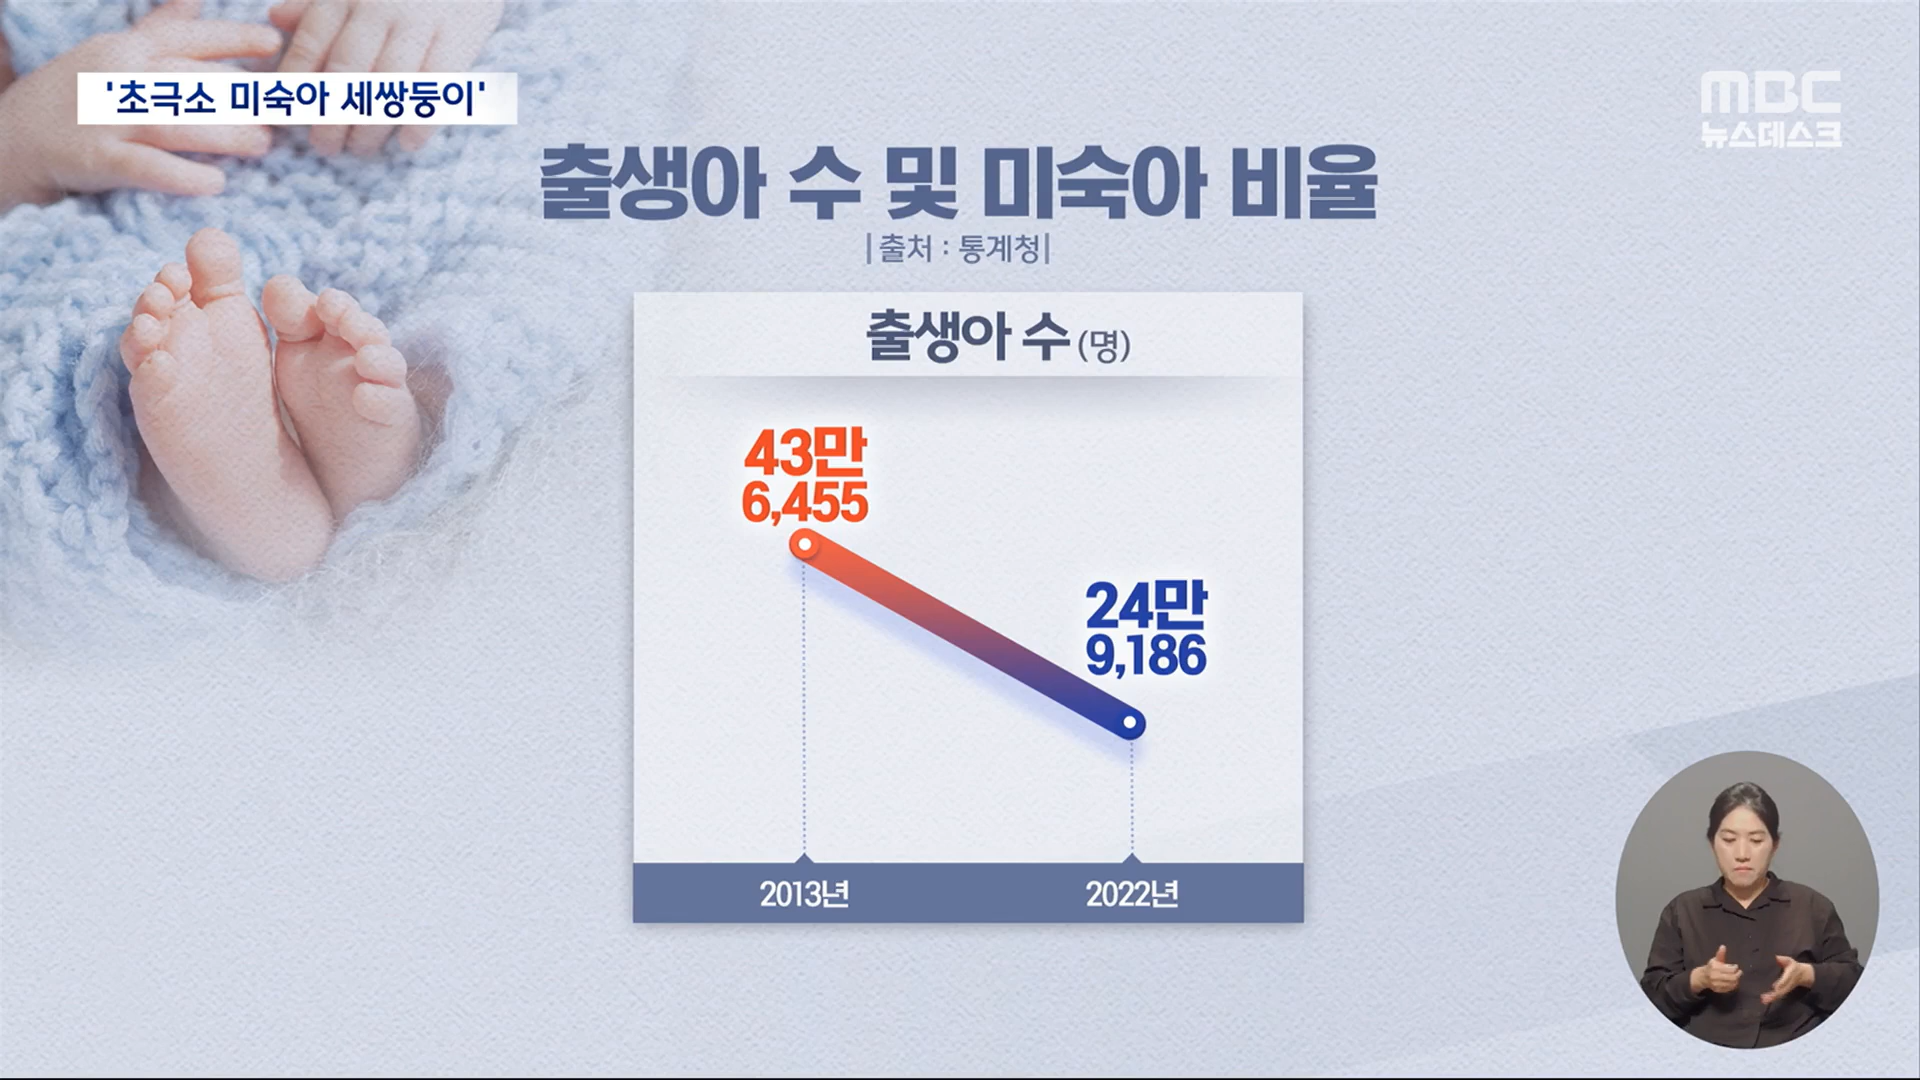 '초극소 미숙아 세쌍둥이'
MBC
뉴스데스크
출생아 수 및 미숙아 비율
|출처 : 통계청|
출생아 수 (명)
43만
6,455
24만
9,186
2013년
2022년